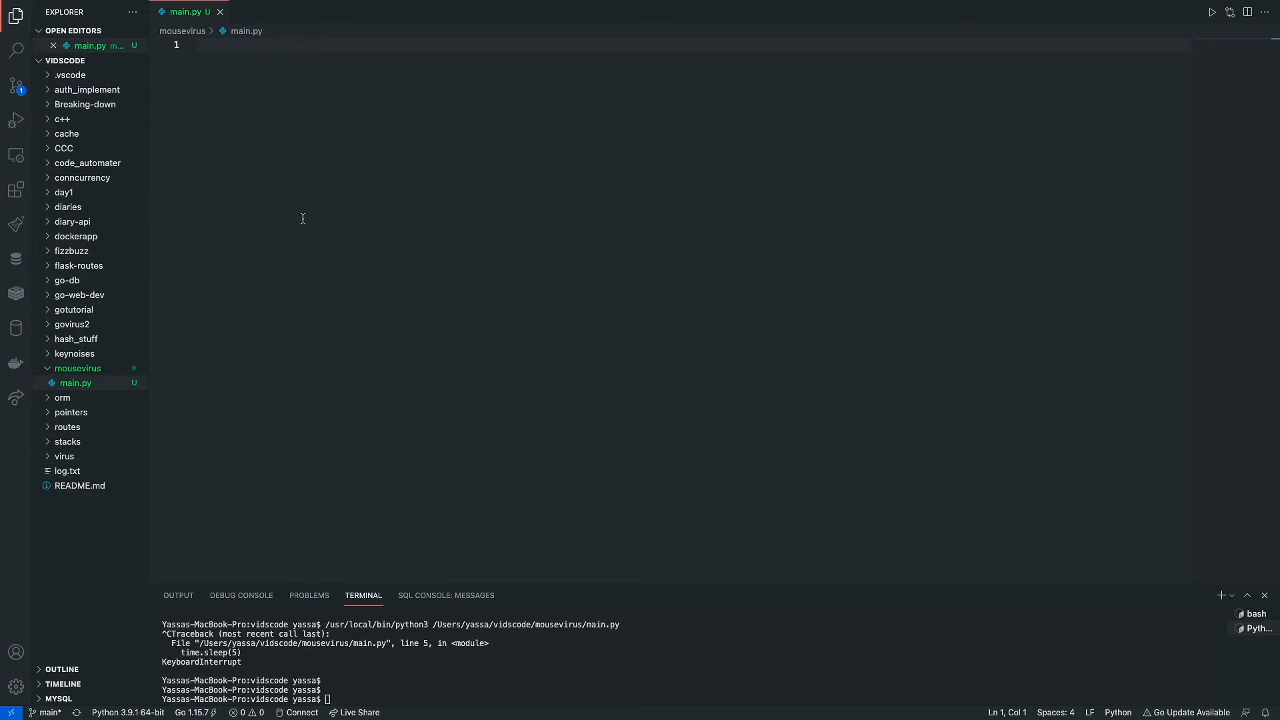 EXPLORER
OPEN EDITORS
main.py m... U
VIDSCODE
.vscode
auth_implement
Breaking-down
c++
cache
CCC
code_automater
conncurrency
day1
diaries
diary-api
dockerapp
fizzbuzz
flask-routes
go-db
go-web-dev
gotutorial
govirus2
hash_stuff
keynoises
mousevirus
main.py U
orm
pointers
routes
stacks
virus
log.txt
README.md
OUTLINE
TIMELINE
MYSQL
1
main.py U
mousevirus > main.py
1
OUTPUT DEBUG CONSOLE PROBLEMS TERMINAL SQL CONSOLE: MESSAGES
Yassas-MacBook-Pro:vidscode yassa$ /usr/local/bin/python3 /Users/yassa/vidscode/mousevirus/main.py
^CTraceback (most recent call last):
File "/Users/yassa/vidscode/mousevirus/main.py", line 5, in <module>
time.sleep(5)
KeyboardInterrupt
Yassas-MacBook-Pro:vidscode yassa$
Yassas-MacBook-Pro:vidscode yassa$
Yassas-MacBook-Pro:vidscode yassa$
bash
Pyth...
main* Python 3.9.1 64-bit Go 1.15.7 0 0 Connect Live Share Ln 1, Col 1 Spaces: 4 LF Python Go Update Available